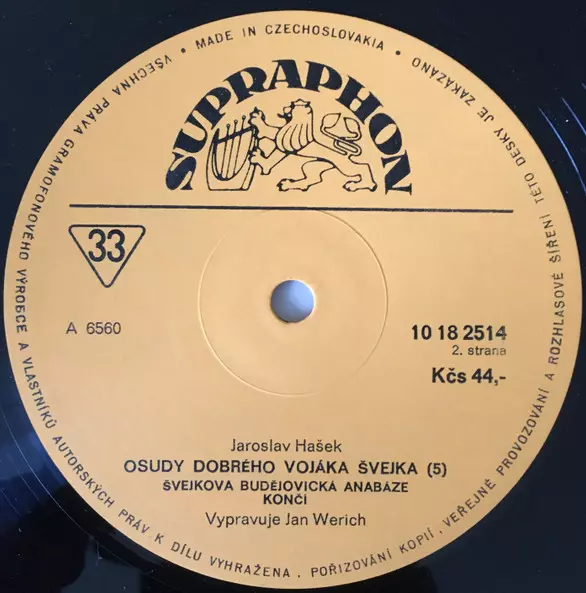 VŠECHNA PRÁVA GRAMOFONOVÉHO VÝROBCE A VLASTNÍKŮ AUTORSKÝCH PRÁV K DÍLU VYHRAŽENA . POŘIZOVÁNÍ KOPIÍ , VEŘEJNÉ PROVOZOVÁNÍ A ROZHLASOVÉ ŠÍŘENÍ TÉTO DESKY JE ZAKÁZÁNO • MADE IN CZECHOSLOVAKIA •
SUPRAPHON
33
A 6560
10 18 2514
2. strana
Kčs 44,-
Jaroslav Hašek
OSUDY DOBRÉHO VOJÁKA ŠVEJKA (5)
ŠVEJKOVA BUDĚJOVICKÁ ANABÁZE
KONČÍ
Vypravuje Jan Werich